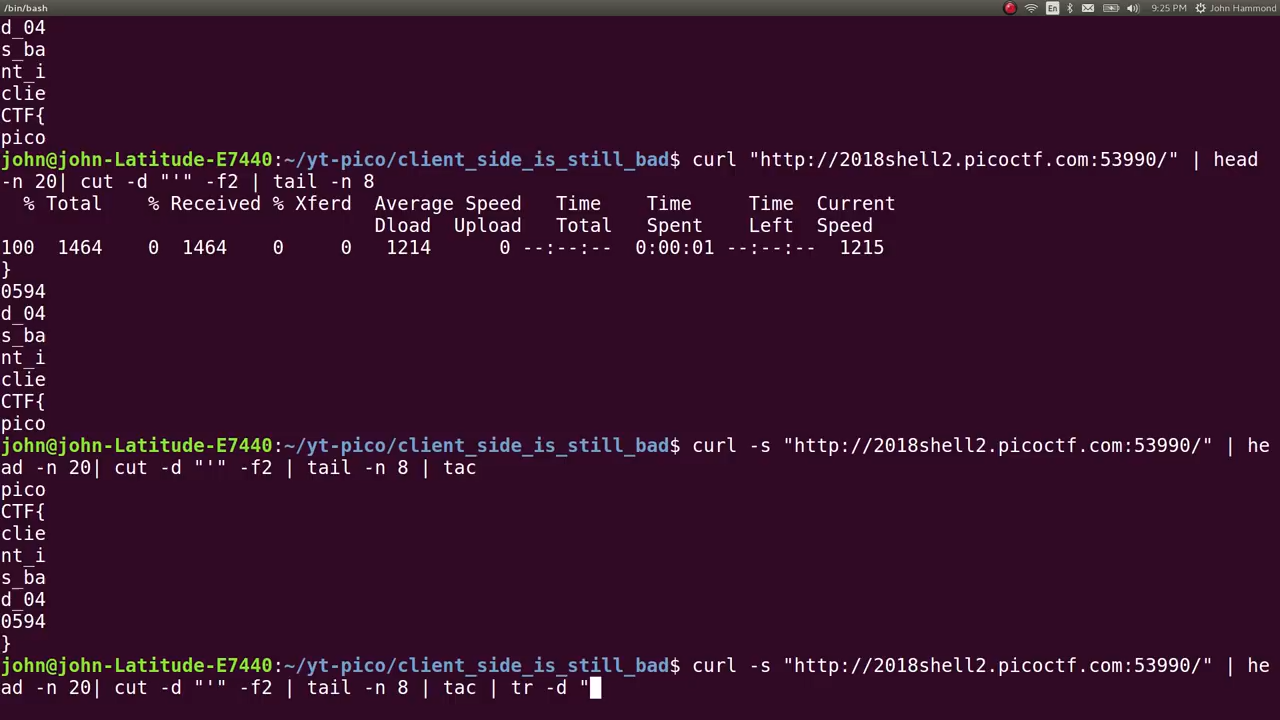 /bin/bash
En
9:25 PM
John Hammond
d_04
s_ba
nt_i
clie
CTF{
pico
john@john-Latitude-E7440:~/yt-pico/client_side_is_still_bad$ curl "http://2018shell2.picoctf.com:53990/" | head
-n 20| cut -d "'" -f2 | tail -n 8
% Total % Received % Xferd Average Speed Time Time Time Current
Dload Upload Total Spent Left Speed
100 1464 0 1464 0 0 1214 0 --:--:-- 0:00:01 --:--:-- 1215
}
0594
d_04
s_ba
nt_i
clie
CTF{
pico
john@john-Latitude-E7440:~/yt-pico/client_side_is_still_bad$ curl -s "http://2018shell2.picoctf.com:53990/" | he
ad -n 20| cut -d "'" -f2 | tail -n 8 | tac
pico
CTF{
clie
nt_i
s_ba
d_04
0594
}
john@john-Latitude-E7440:~/yt-pico/client_side_is_still_bad$ curl -s "http://2018shell2.picoctf.com:53990/" | he
ad -n 20| cut -d "'" -f2 | tail -n 8 | tac | tr -d "